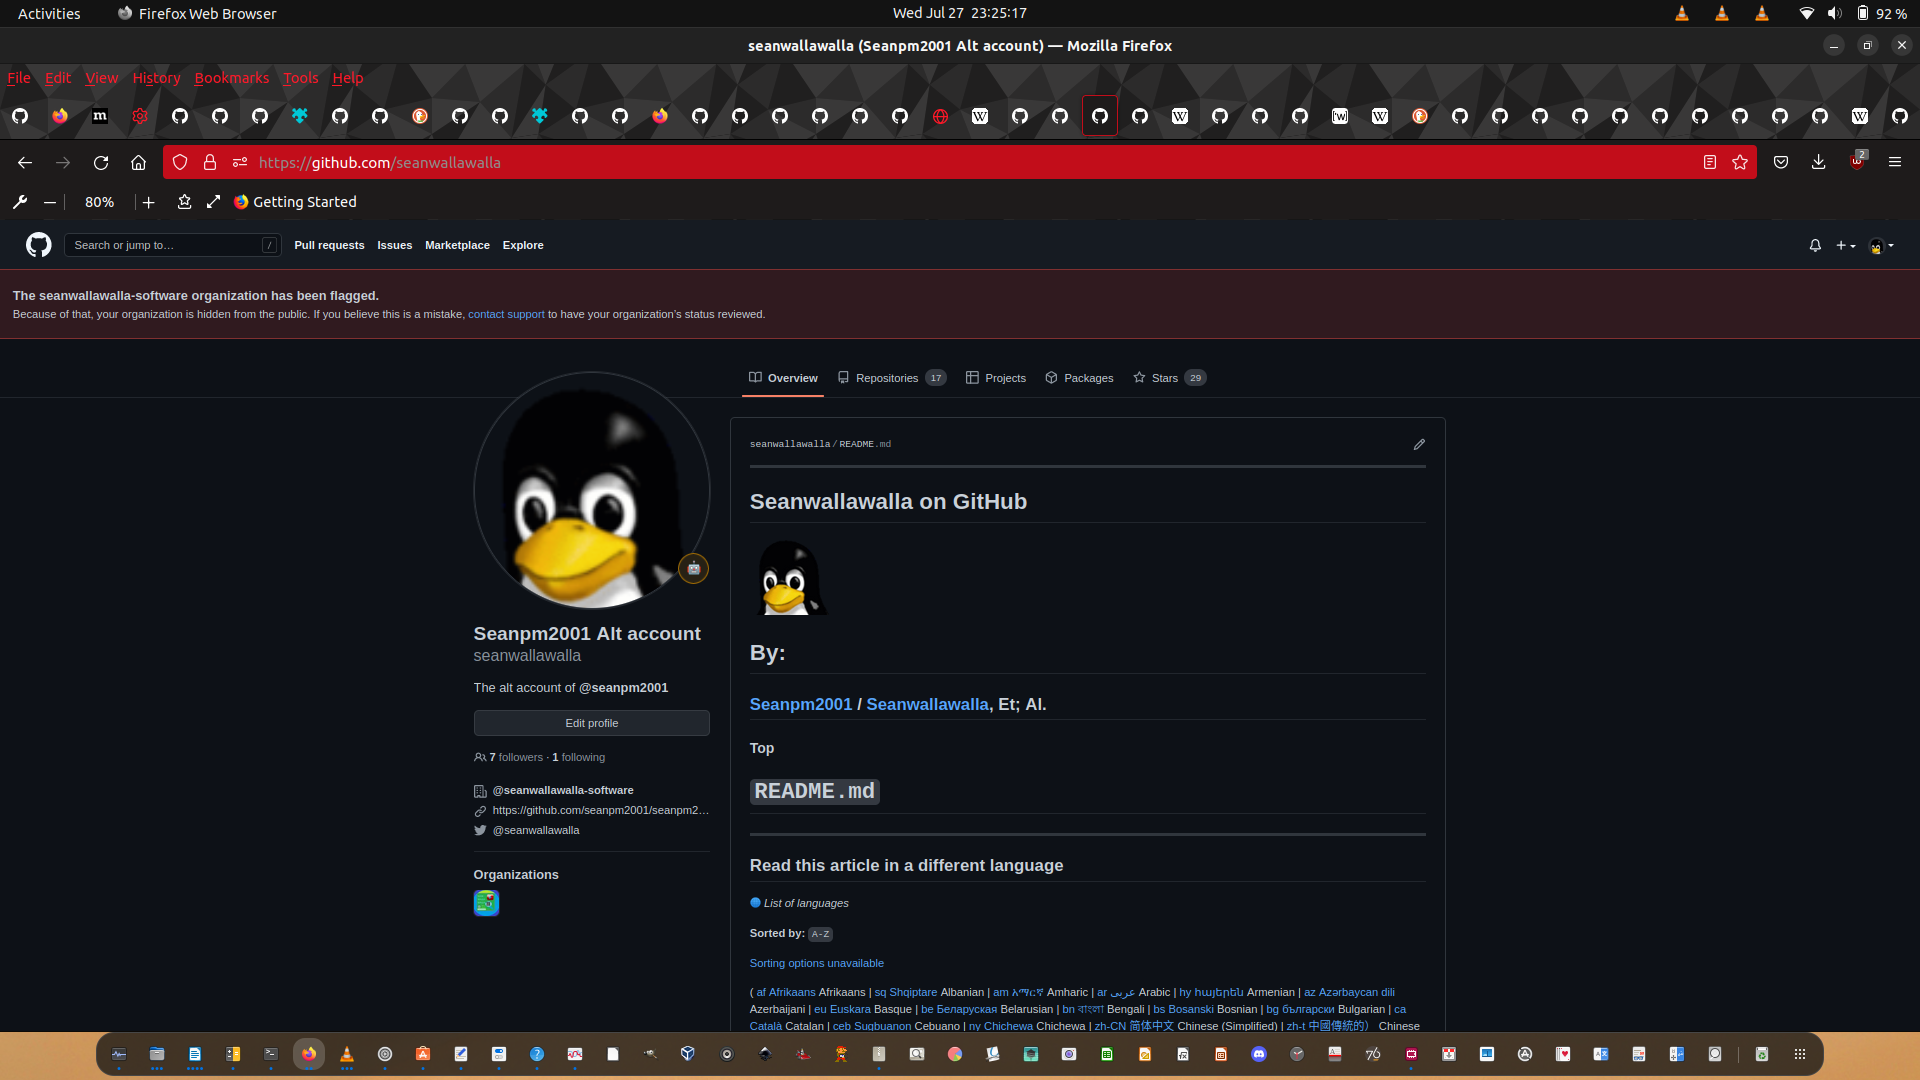 Activities
Firefox Web Browser
Wed Jul 27 23:25:17
92 %
seanwallawalla (Seanpm2001 Alt account) — Mozilla Firefox
File Edit View History Bookmarks Tools Help
https://github.com/seanwallawalla
2
80%
Getting Started
Search or jump to…
/
Pull requests
Issues
Marketplace
Explore
The seanwallawalla-software organization has been flagged.
Because of that, your organization is hidden from the public. If you believe this is a mistake, contact support to have your organization's status reviewed.
Overview
Repositories 17
Projects
Packages
Stars 29
Seanpm2001 Alt account
seanwallawalla
The alt account of @seanpm2001
Edit profile
7 followers · 1 following
@seanwallawalla-software
https://github.com/seanpm2001/seanpm2…
@seanwallawalla
Organizations
seanwallawalla/README.md
Seanwallawalla on GitHub
By:
Seanpm2001 / Seanwallawalla, Et; Al.
Top
README.md
Read this article in a different language
List of languages
Sorted by: A-Z
Sorting options unavailable
( af Afrikaans Afrikaans | sq Shqiptare Albanian | am አማርኛ Amharic | ar عربى Arabic | hy հայերեն Armenian | az Azərbaycan dili
Azerbaijani | eu Euskara Basque | be Беларуская Belarusian | bn বাংলা Bengali | bs Bosanski Bosnian | bg български Bulgarian | ca
Català Catalan | ceb Sugbuanon Cebuano | ny Chichewa Chichewa | zh-CN 简体中文 Chinese (Simplified) | zh-t 中國傳統的） Chinese